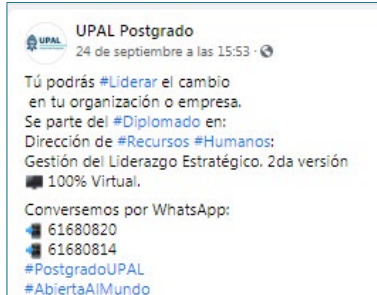 UPAL
UPAL Postgrado
24 de septiembre a las 15:53 ·
Tú podrás #Liderar el cambio
en tu organización o empresa.
Se parte del #Diplomado en:
Dirección de #Recursos #Humanos:
Gestión del Liderazgo Estratégico. 2da versión
100% Virtual.
Conversemos por WhatsApp:
61680820
61680814
#PostgradoUPAL
#AbiertaAlMundo